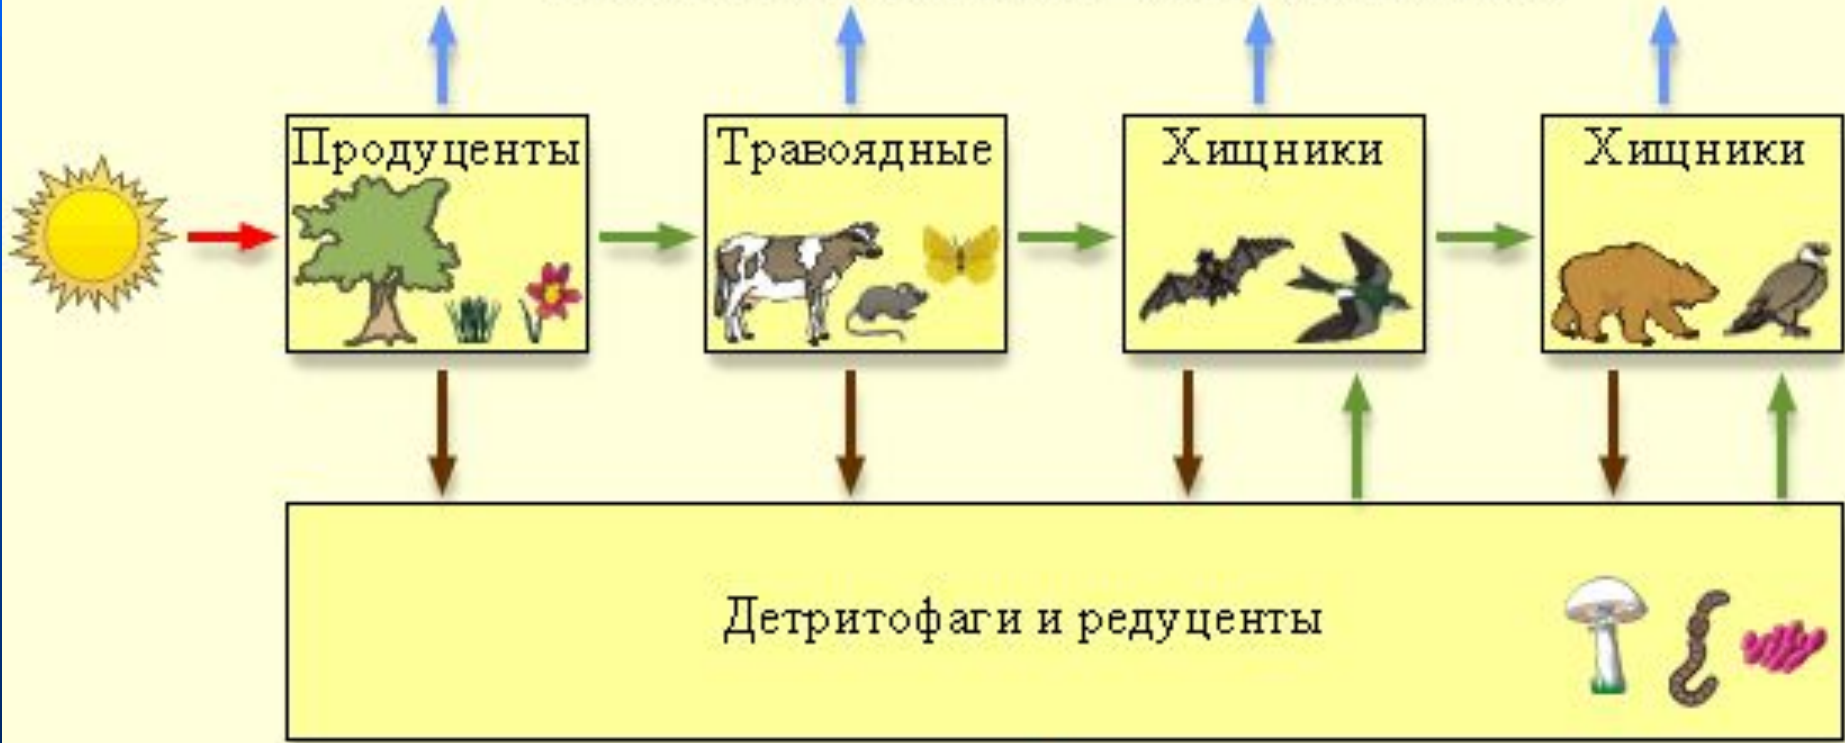 Продуценты
Травоядные
Хищники
Хищники
Детритофаги и редуценты